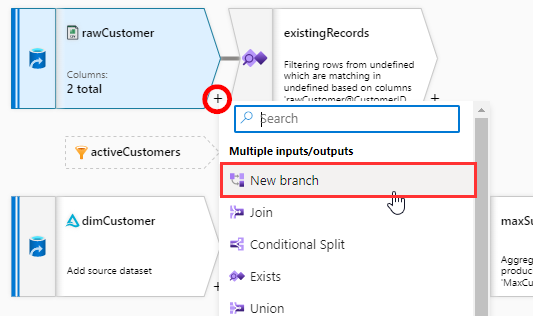 rawCustomer
Columns:
2 total
+
existingRecords
Filtering rows from undefined
which are matching in
undefined based on columns
'rawCustomer@CustomerID
+
activeCustomers
Search
Multiple inputs/outputs
New branch
Join
Conditional Split
Exists
Union
dimCustomer
Add source dataset
+
maxSu
Aggreg
produc
'MaxCu